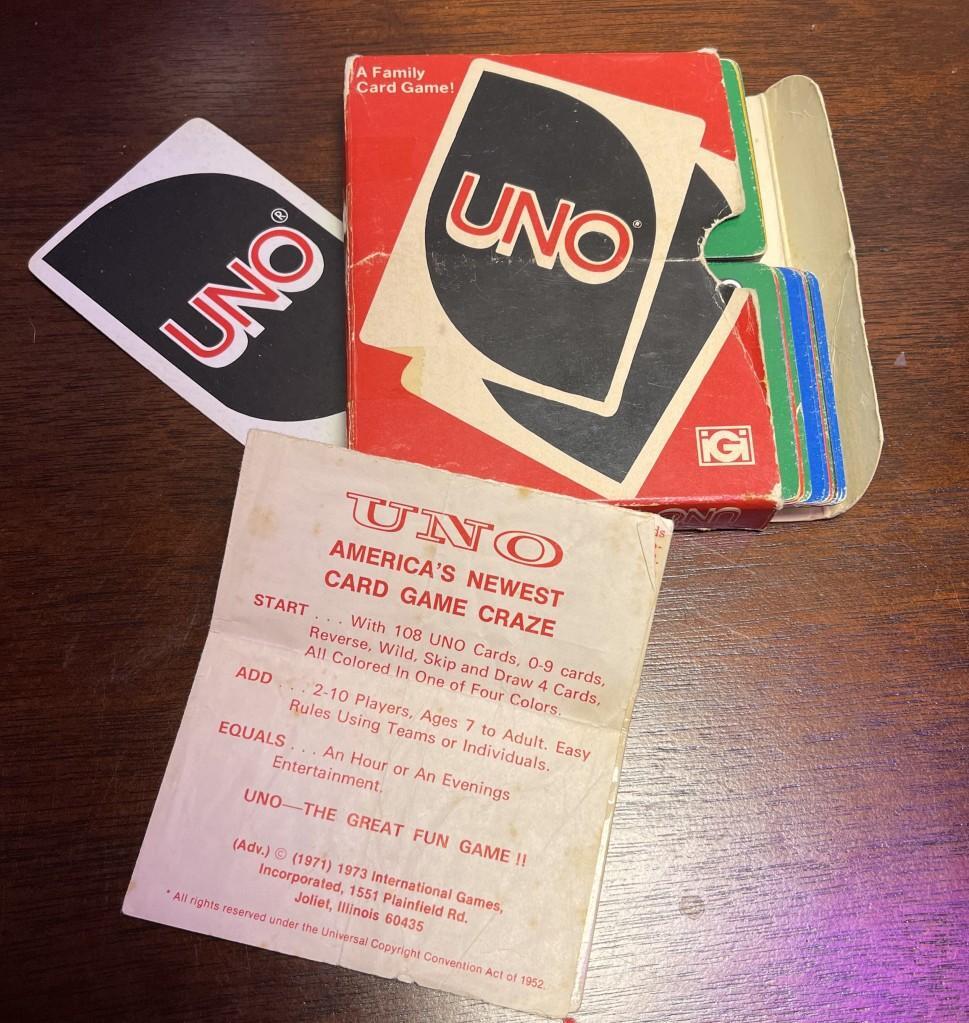 A Family
Card Game!
UNO®
UNO®
iGi
UNO
ds
UNO
AMERICA'S NEWEST
CARD GAME CRAZE
START . . . With 108 UNO Cards, 0-9 cards,
Reverse, Wild, Skip and Draw 4 Cards,
All Colored In One of Four Colors.
ADD . . . 2-10 Players, Ages 7 to Adult. Easy
Rules Using Teams or Individuals.
EQUALS . . . An Hour or An Evenings
Entertainment.
UNO—THE GREAT FUN GAME !!
(Adv.) © (1971) 1973 International Games,
Incorporated, 1551 Plainfield Rd.
Joliet, Illinois 60435
* All rights reserved under the Universal Copyright Convention Act of 1952.